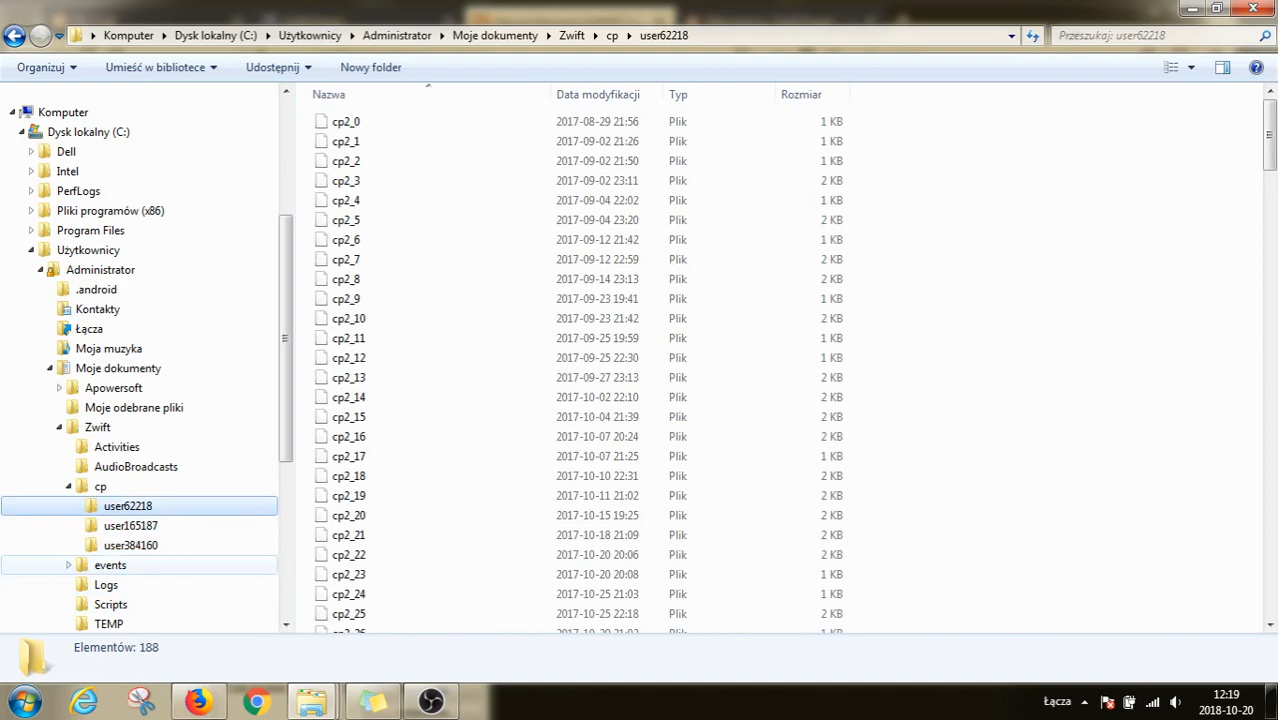 Komputer ▸ Dysk lokalny (C:) ▸ Użytkownicy ▸ Administrator ▸ Moje dokumenty ▸ Zwift ▸ cp ▸ user62218
Przeszukaj: user62218
Organizuj Umieść w bibliotece Udostępnij Nowy folder
Komputer
Dysk lokalny (C:)
Dell
Intel
PerfLogs
Pliki programów (x86)
Program Files
Użytkownicy
Administrator
.android
Kontakty
Łącza
Moja muzyka
Moje dokumenty
Apowersoft
Moje odebrane pliki
Zwift
Activities
AudioBroadcasts
cp
user62218
user165187
user384160
events
Logs
Scripts
TEMP
Nazwa Data modyfikacji Typ Rozmiar
cp2_0 2017-08-29 21:56 Plik 1 KB
cp2_1 2017-09-02 21:26 Plik 1 KB
cp2_2 2017-09-02 21:50 Plik 1 KB
cp2_3 2017-09-02 23:11 Plik 2 KB
cp2_4 2017-09-04 22:02 Plik 1 KB
cp2_5 2017-09-04 23:20 Plik 2 KB
cp2_6 2017-09-12 21:42 Plik 1 KB
cp2_7 2017-09-12 22:59 Plik 2 KB
cp2_8 2017-09-14 23:13 Plik 2 KB
cp2_9 2017-09-23 19:41 Plik 1 KB
cp2_10 2017-09-23 21:42 Plik 2 KB
cp2_11 2017-09-25 19:59 Plik 1 KB
cp2_12 2017-09-25 22:30 Plik 1 KB
cp2_13 2017-09-27 23:13 Plik 2 KB
cp2_14 2017-10-02 22:10 Plik 2 KB
cp2_15 2017-10-04 21:39 Plik 2 KB
cp2_16 2017-10-07 20:24 Plik 2 KB
cp2_17 2017-10-07 21:25 Plik 1 KB
cp2_18 2017-10-10 22:31 Plik 2 KB
cp2_19 2017-10-11 21:02 Plik 2 KB
cp2_20 2017-10-15 19:25 Plik 2 KB
cp2_21 2017-10-18 21:09 Plik 2 KB
cp2_22 2017-10-20 20:06 Plik 2 KB
cp2_23 2017-10-20 20:08 Plik 1 KB
cp2_24 2017-10-25 21:03 Plik 1 KB
cp2_25 2017-10-25 22:18 Plik 2 KB
Elementów: 188
Łącza
12:19
2018-10-20